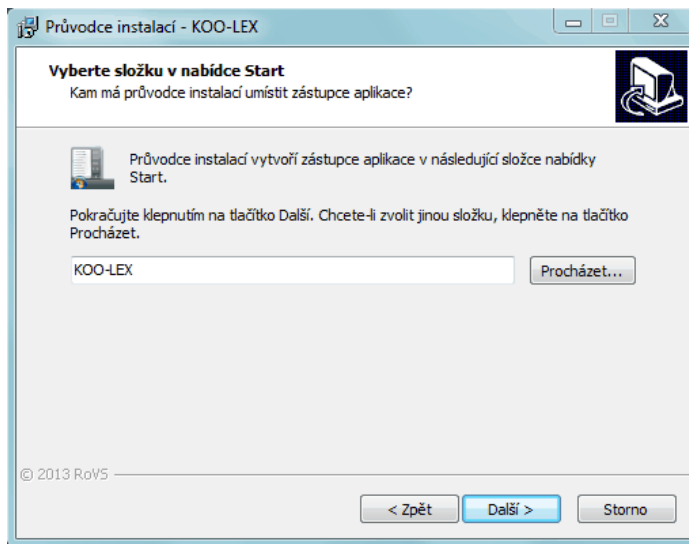 Průvodce instalací - KOO-LEX
Vyberte složku v nabídce Start
Kam má průvodce instalací umístit zástupce aplikace?
Průvodce instalací vytvoří zástupce aplikace v následující složce nabídky
Start.
Pokračujte klepnutím na tlačítko Další. Chcete-li zvolit jinou složku, klepněte na tlačítko
Procházet.
KOO-LEX
Procházet...
© 2013 RoVS
< Zpět
Další >
Storno